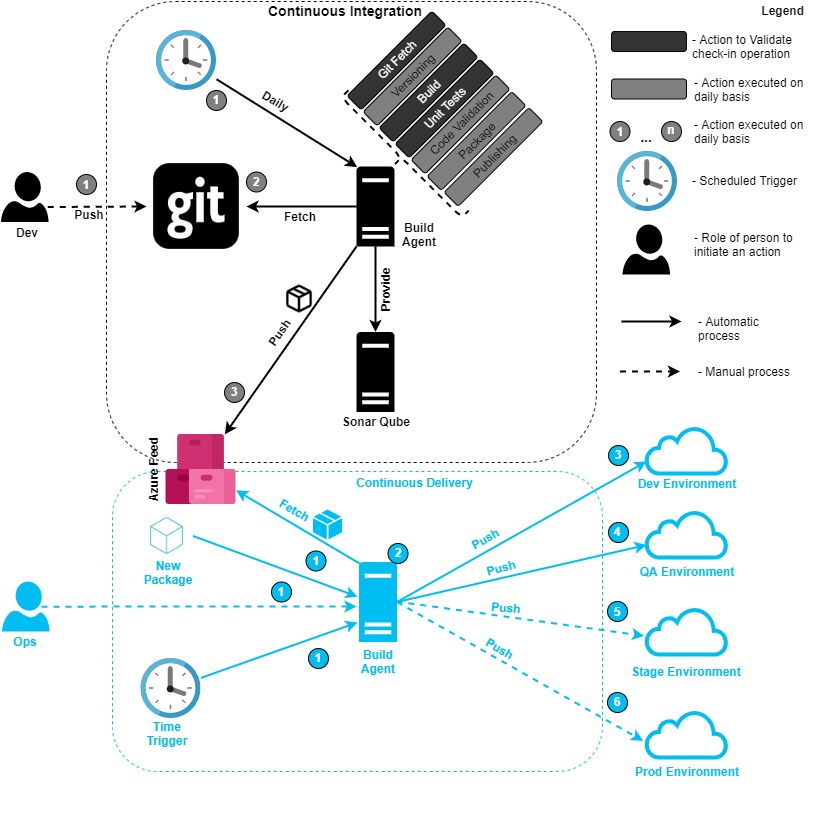 Continuous Integration
Legend
Git Fetch
Versioning
Build
Unit Tests
Code Validation
Package
Publishing
- Action to Validate
check-in operation
- Action executed on
daily basis
1 ... n
- Action executed on
daily basis
- Scheduled Trigger
- Role of person to
initiate an action
- Automatic
process
- Manual process
1
Daily
1
Push
Dev
git
2
Fetch
Build
Agent
Provide
Push
3
Sonar Qube
Azure Feed
Continuous Delivery
Fetch
New
Package
1
2
1
Ops
1
Build
Agent
Time
Trigger
Push
3
Dev Environment
Push
4
QA Environment
Push
5
Stage Environment
Push
6
Prod Environment